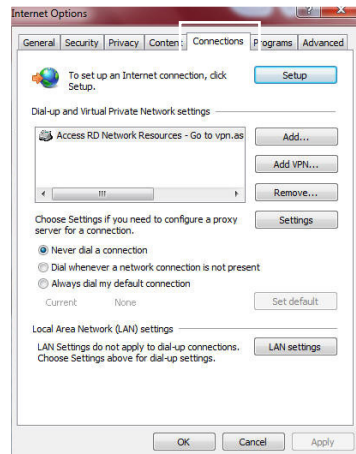 Internet Options
General Security Privacy Content Connections Programs Advanced
To set up an Internet connection, click Setup.
Setup
Dial-up and Virtual Private Network settings
Access RD Network Resources - Go to vpn.as
Add...
Add VPN...
Remove...
Choose Settings if you need to configure a proxy
server for a connection.
Settings
Never dial a connection
Dial whenever a network connection is not present
Always dial my default connection
Current None
Set default
Local Area Network (LAN) settings
LAN Settings do not apply to dial-up connections.
Choose Settings above for dial-up settings.
LAN settings
OK Cancel Apply